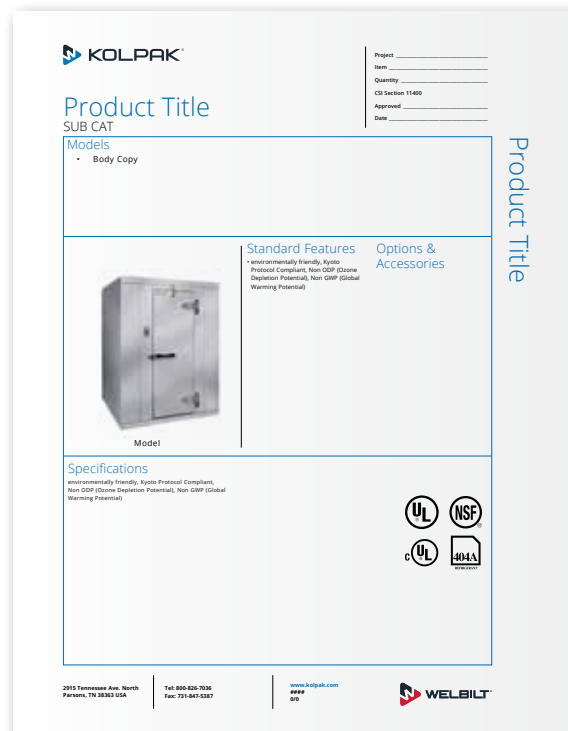 KOLPAK
Project
Item
Quantity
CSI Section 11400
Approved
Date
Product Title
SUB CAT
Product Title
Models
• Body Copy
Standard Features
• environmentally friendly, Kyoto
Protocol Compliant, Non ODP (Ozone
Depletion Potential), Non GWP (Global
Warming Potential)
Options &
Accessories
Model
Specifications
environmentally friendly, Kyoto Protocol Compliant,
Non ODP (Ozone Depletion Potential), Non GWP (Global
Warming Potential)
UL ®
NSF ®
C UL ®
404A
REFRIGERANT
2915 Tennessee Ave. North
Parsons, TN 38363 USA
Tel: 800-826-7036
Fax: 731-847-5387
www.kolpak.com
####
0/0
WELBILT